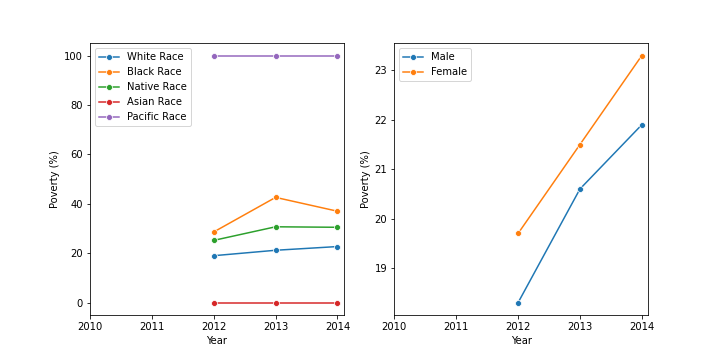 White Race
Black Race
Native Race
Asian Race
Pacific Race
100
80
60
40
20
0
Poverty (%)
2010 2011 2012 2013 2014
Year
Male
Female
23
22
21
20
19
Poverty (%)
2010 2011 2012 2013 2014
Year